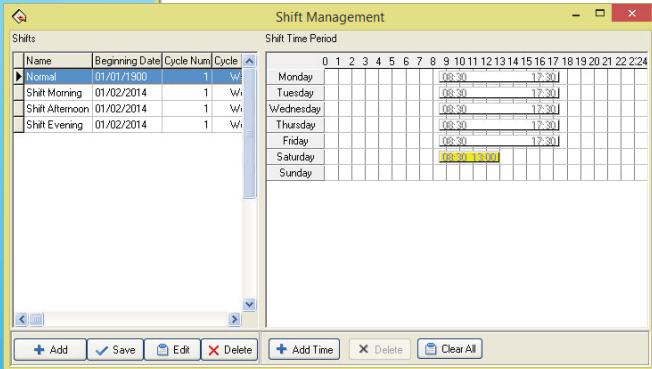 Shift Management
Shifts
Name Beginning Date Cycle Num Cycle
Normal 01/01/1900 1 W
Shift Morning 01/02/2014 1 W
Shift Afternoon 01/02/2014 1 W
Shift Evening 01/02/2014 1 W
Add Save Edit Delete
Shift Time Period
0 1 2 3 4 5 6 7 8 9 10 11 12 13 14 15 16 17 18 19 20 21 22 2:24
Monday 08:30 17:30
Tuesday 08:30 17:30
Wednesday 08:30 17:30
Thursday 08:30 17:30
Friday 08:30 17:30
Saturday 08:30 13:00
Sunday
Add Time Delete Clear All